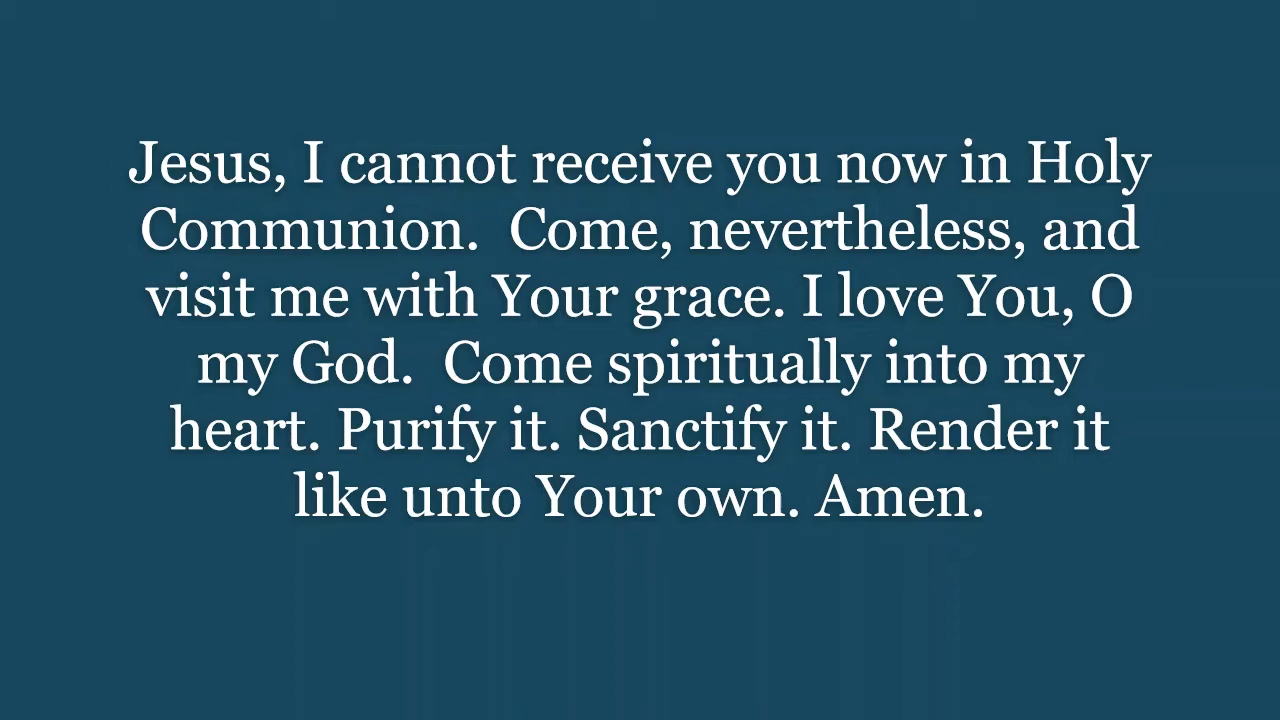 Jesus, I cannot receive you now in Holy
Communion.  Come, nevertheless, and
visit me with Your grace. I love You, O
my God.  Come spiritually into my
heart. Purify it. Sanctify it. Render it
like unto Your own. Amen.